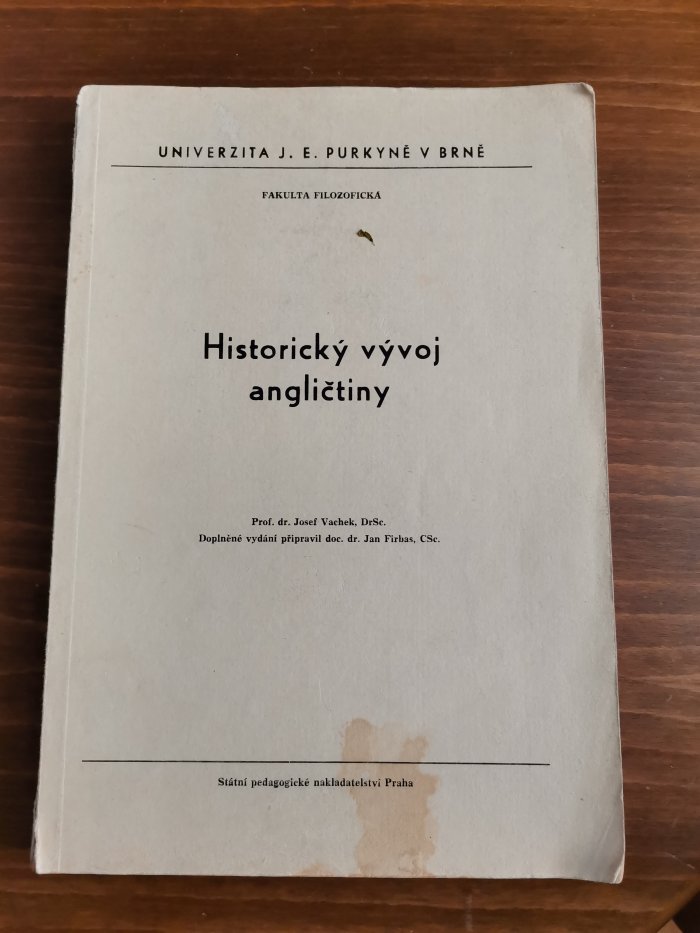 UNIVERZITA J. E. PURKYNĚ V BRNĚ
FAKULTA FILOZOFICKÁ
Historický vývoj
angličtiny
Prof. dr. Josef Vachek, DrSc.
Doplněné vydání připravil doc. dr. Jan Firbas, CSc.
Státní pedagogické nakladatelství Praha